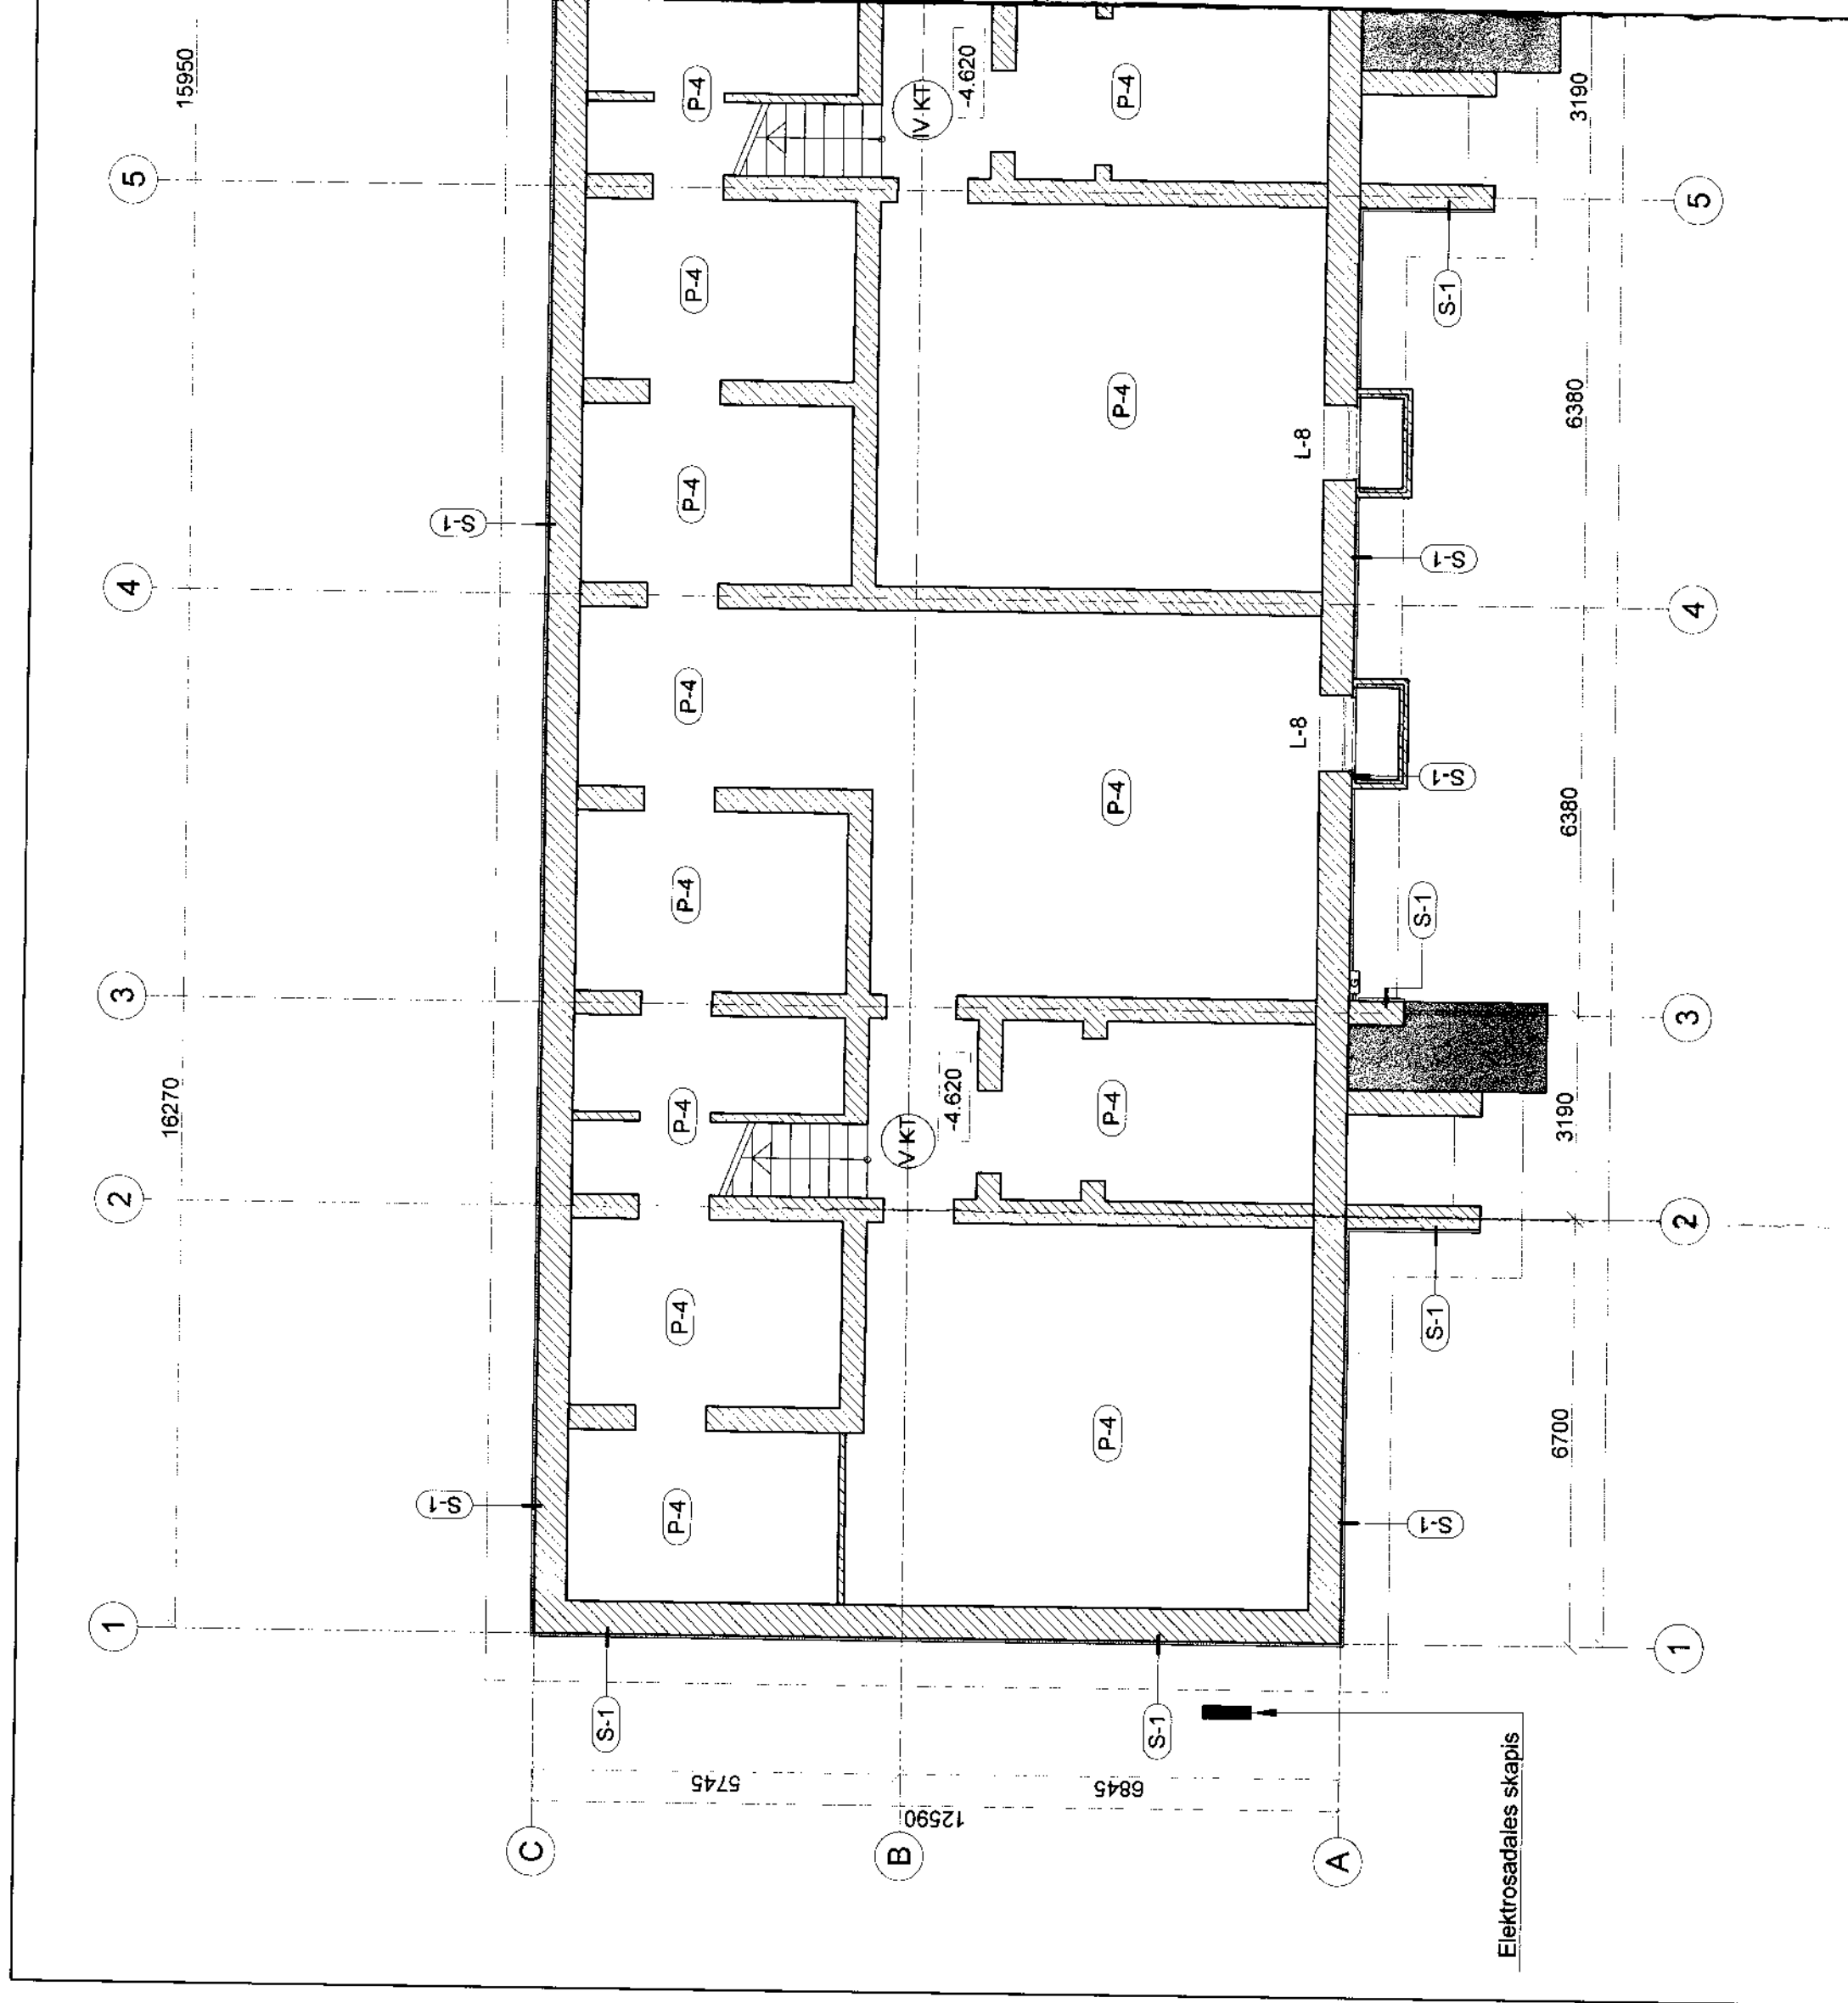 1
2
3
4
5
16270
15950
S-1
S-1
P-4
P-4
P-4
P-4
P-4
P-4
P-4
P-4
V-KT
IV-KT
-4.620
-4.620
P-4
P-4
P-4
P-4
P-4
L-8
L-8
S-1
S-1
S-1
S-1
S-1
S-1
G
6700
3190
6380
6380
3190
1
2
3
4
5
C
B
A
5745
6845
12590
S-1
S-1
Elektrosadales skapis